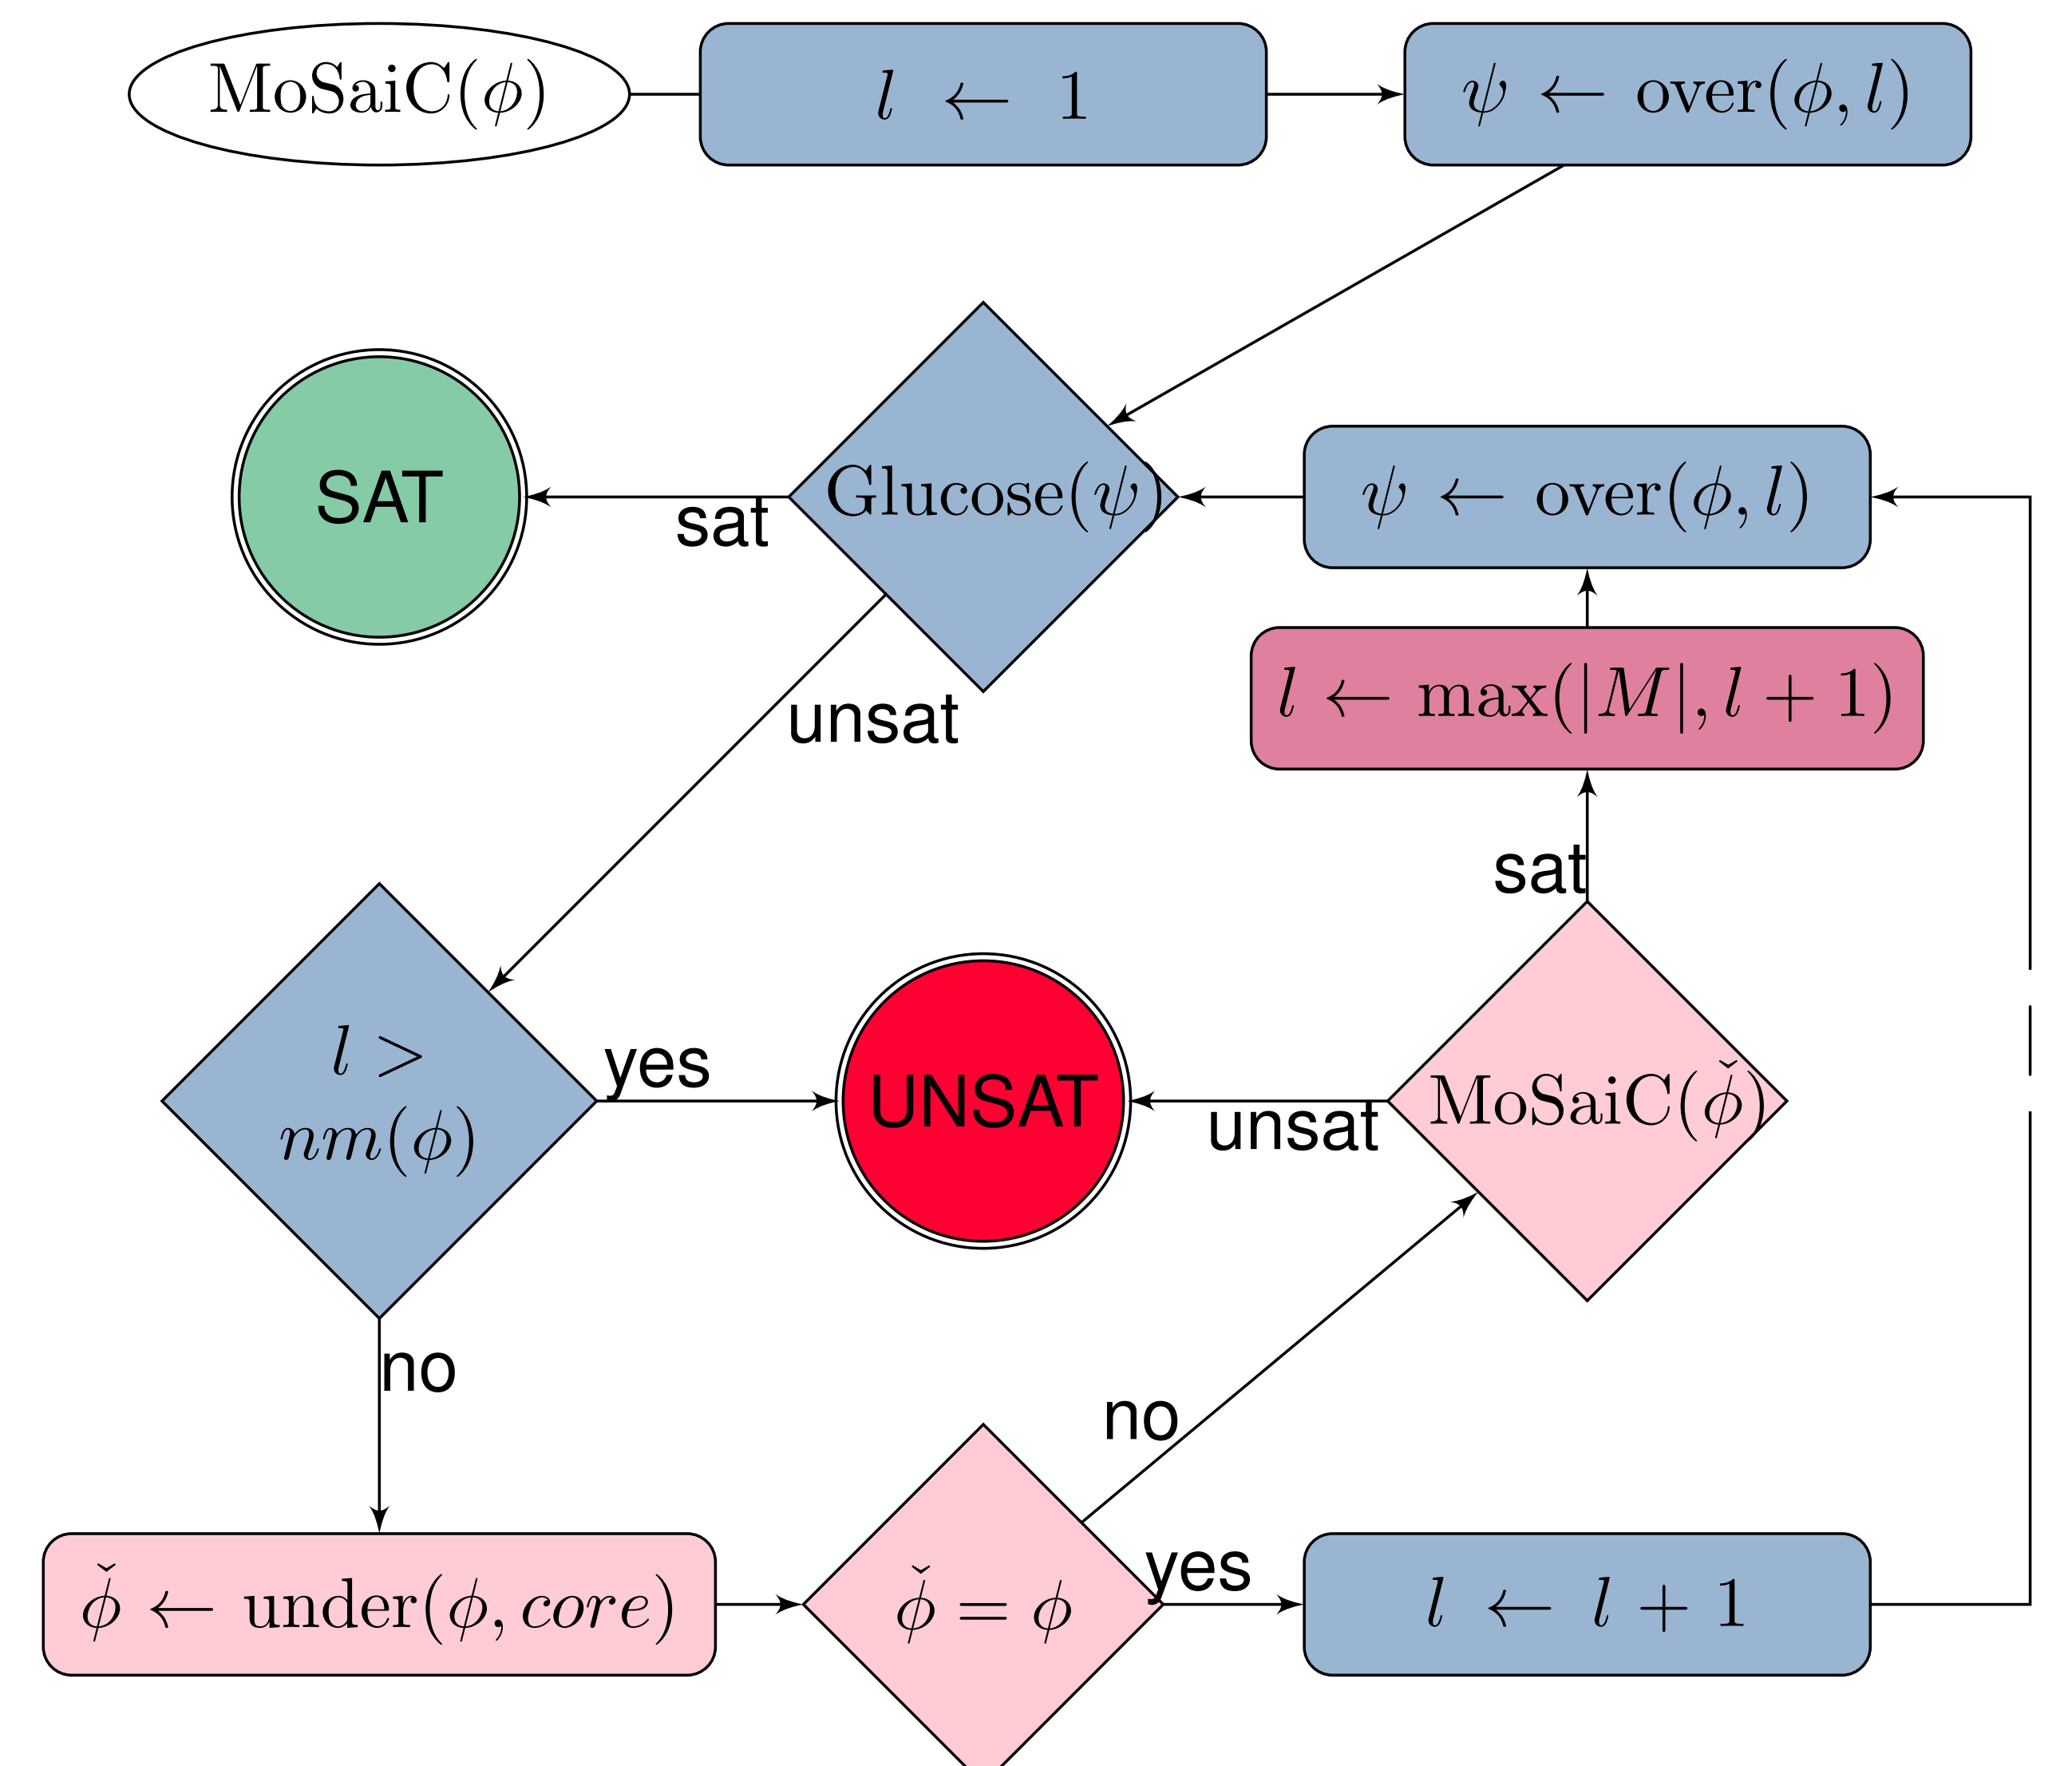 MoSaiC(ϕ)
l ← 1
ψ ← over(ϕ, l)
SAT
sat
Glucose(ψ)
ψ ← over(ϕ, l)
unsat
l ← max(|M|, l + 1)
sat
l >
nm(ϕ)
yes
UNSAT
unsat
MoSaiC(ϕ̌)
no
no
ϕ̌ ← under(ϕ, core)
ϕ̌ = ϕ
yes
l ← l + 1